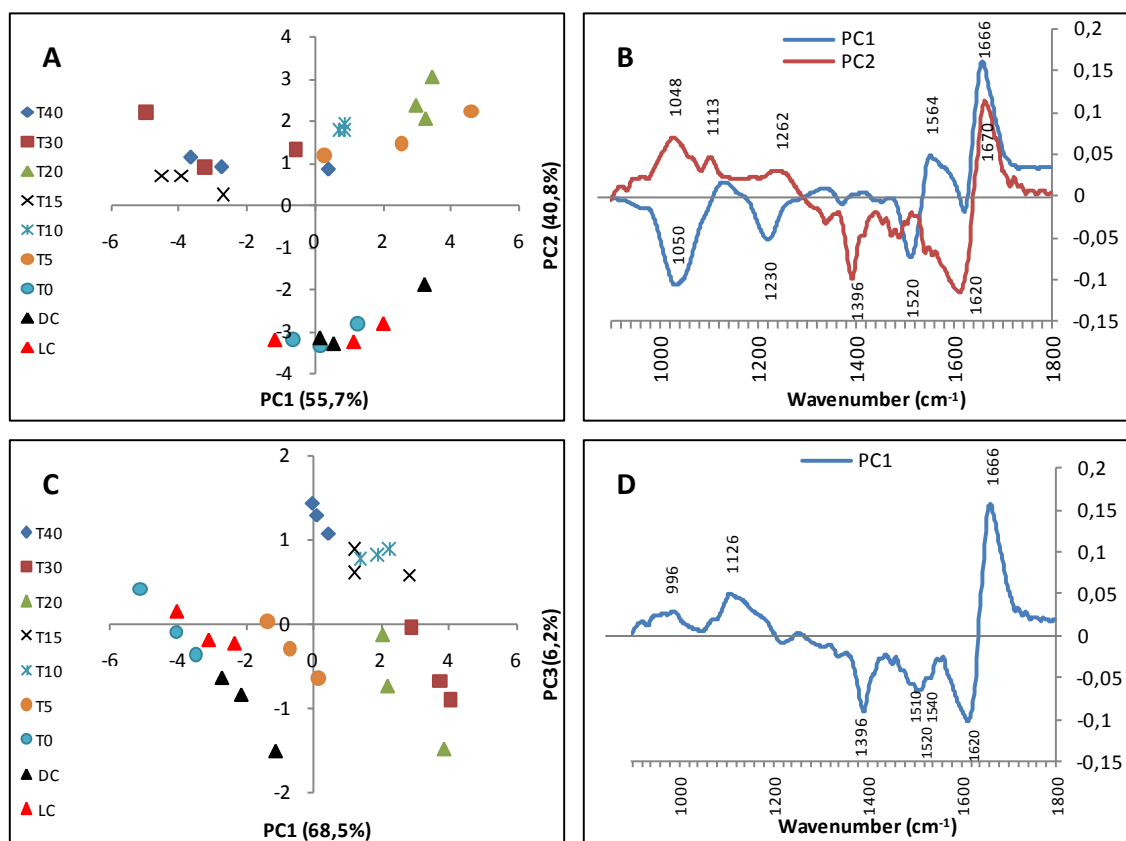 A
T40
T30
T20
T15
T10
T5
T0
DC
LC
4
3
2
1
0
-1
-2
-3
-4
-6 -4 -2 0 2 4 6
PC1 (55,7%)
PC2 (40,8%)
B
PC1
PC2
1048
1113
1262
1564
1666
1670
1050
1230
1396
1520
1620
0,2
0,15
0,1
0,05
0
-0,05
-0,1
-0,15
1000 1200 1400 1600 1800
Wavenumber (cm⁻¹)
C
T40
T30
T20
T15
T10
T5
T0
DC
LC
2
1
0
-1
-2
-6 -4 -2 0 2 4 6
PC1 (68,5%)
PC3 (6,2%)
D
PC1
996
1126
1666
1396
1510
1520
1540
1620
0,2
0,15
0,1
0,05
0
-0,05
-0,1
-0,15
1000 1200 1400 1600 1800
Wavenumber (cm⁻¹)